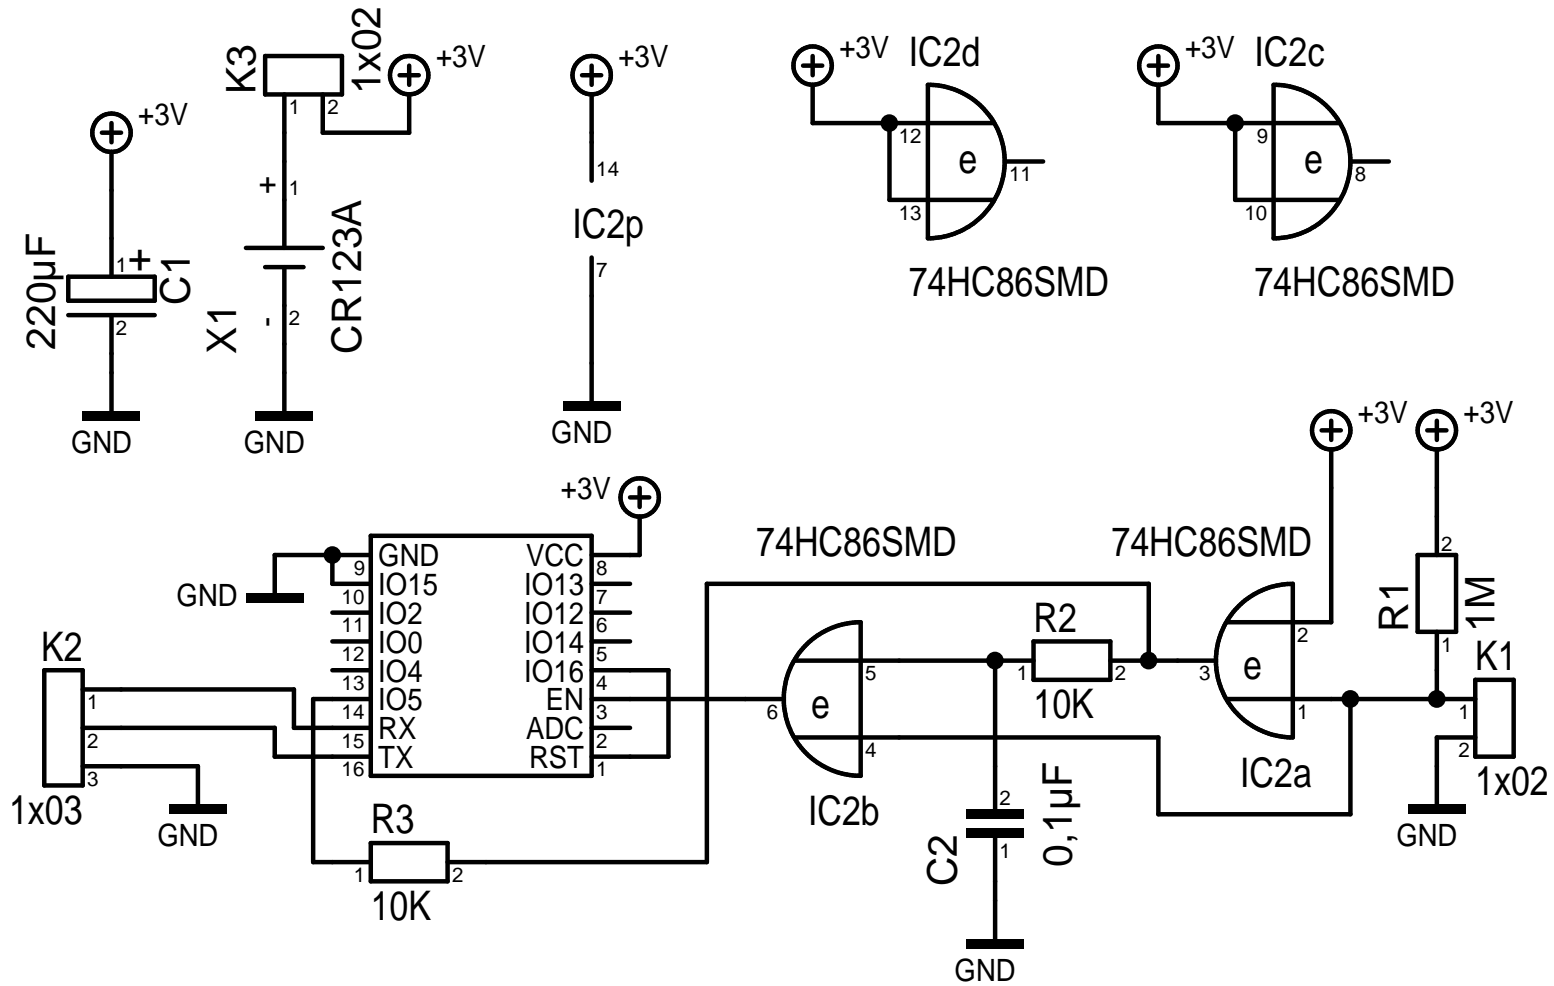 K3
1x02
+3V
1
2
+3V
+ 1
- 2
X1
CR123A
GND
+3V
1 +
2
220µF
C1
GND
+3V
14
IC2p
7
GND
+3V
IC2d
12
13
e
11
74HC86SMD
+3V
IC2c
9
10
e
8
74HC86SMD
+3V
GND
9
IO15
10
IO2
11
IO0
12
IO4
13
IO5
14
RX
15
TX
16
VCC
8
IO13
7
IO12
6
IO14
5
IO16
4
EN
3
ADC
2
RST
1
GND
K2
1
2
3
1x03
GND
R3
1
2
10K
74HC86SMD
5
4
e
6
IC2b
R2
1
2
10K
2
1
C2
0,1µF
GND
74HC86SMD
+3V
2
1
e
3
IC2a
+3V
2
1
R1
1M
K1
1
2
1x02
GND